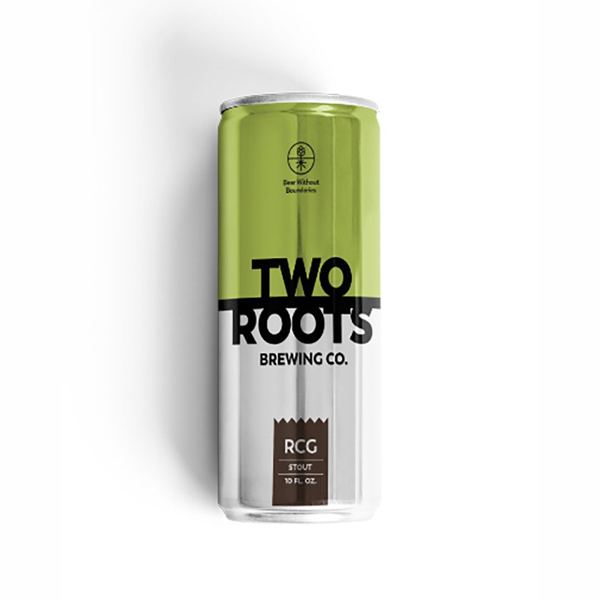 Beer Without
Boundaries
TWO
ROOTS
BREWING CO.
RCG
STOUT
10 FL. OZ.